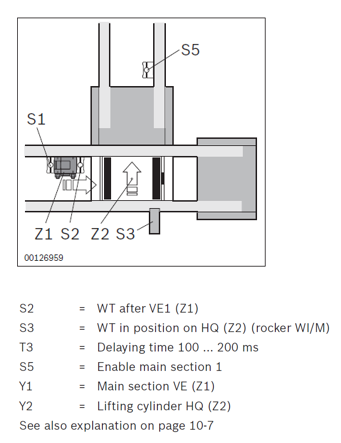 S5
S1
Z1 S2 Z2 S3
00126959
S2 = WT after VE1 (Z1)
S3 = WT in position on HQ (Z2) (rocker WI/M)
T3 = Delaying time 100 ... 200 ms
S5 = Enable main section 1
Y1 = Main section VE (Z1)
Y2 = Lifting cylinder HQ (Z2)
See also explanation on page 10-7